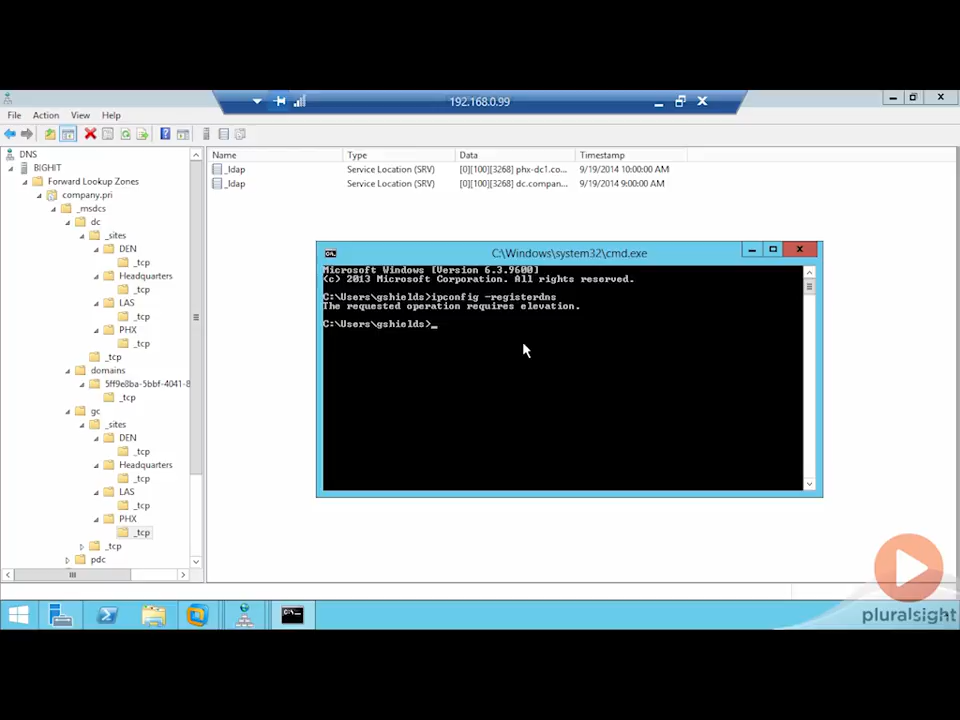 192.168.0.99
File Action View Help
DNS
BIGHIT
Forward Lookup Zones
company.pri
_msdcs
dc
_sites
DEN
_tcp
Headquarters
_tcp
LAS
_tcp
PHX
_tcp
_tcp
domains
5ff9e8ba-5bbf-4041-8
_tcp
gc
_sites
DEN
_tcp
Headquarters
_tcp
LAS
_tcp
PHX
_tcp
_tcp
pdc
Name Type Data Timestamp
_ldap Service Location (SRV) [0][100][3268] phx-dc1.co... 9/19/2014 10:00:00 AM
_ldap Service Location (SRV) [0][100][3268] dc.compan... 9/19/2014 9:00:00 AM
C:\Windows\system32\cmd.exe
Microsoft Windows [Version 6.3.9600]
(c) 2013 Microsoft Corporation. All rights reserved.
C:\Users\gshields>ipconfig -registerdns
The requested operation requires elevation.
C:\Users\gshields>_
pluralsight